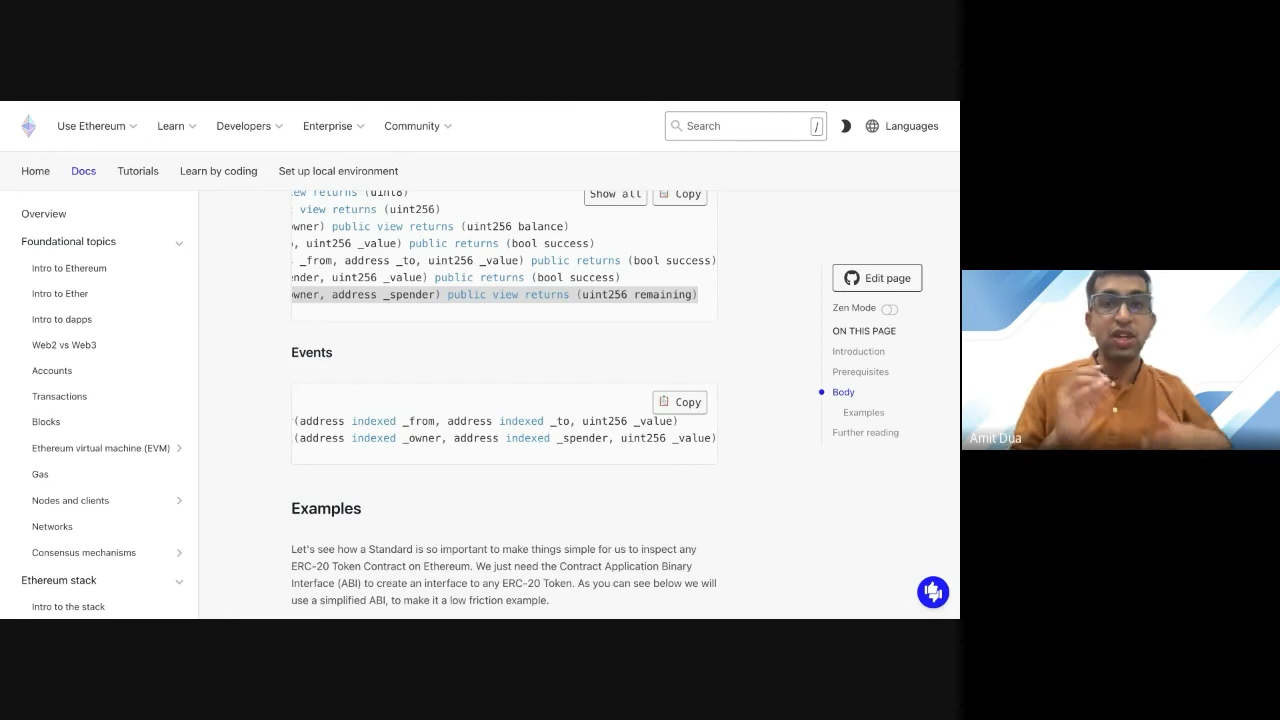 Use Ethereum
Learn
Developers
Enterprise
Community
Search
/
Languages
Home
Docs
Tutorials
Learn by coding
Set up local environment
Overview
Foundational topics
Intro to Ethereum
Intro to Ether
Intro to dapps
Web2 vs Web3
Accounts
Transactions
Blocks
Ethereum virtual machine (EVM)
Gas
Nodes and clients
Networks
Consensus mechanisms
Ethereum stack
Intro to the stack
Show all
Copy
ew returns (uint8)
view returns (uint256)
owner) public view returns (uint256 balance)
, uint256 _value) public returns (bool success)
_from, address _to, uint256 _value) public returns (bool success)
ender, uint256 _value) public returns (bool success)
owner, address _spender) public view returns (uint256 remaining)
Events
Copy
(address indexed _from, address indexed _to, uint256 _value)
(address indexed _owner, address indexed _spender, uint256 _value)
Examples
Let's see how a Standard is so important to make things simple for us to inspect any
ERC-20 Token Contract on Ethereum. We just need the Contract Application Binary
Interface (ABI) to create an interface to any ERC-20 Token. As you can see below we will
use a simplified ABI, to make it a low friction example.
Edit page
Zen Mode
ON THIS PAGE
Introduction
Prerequisites
Body
Examples
Further reading
Amit Dua